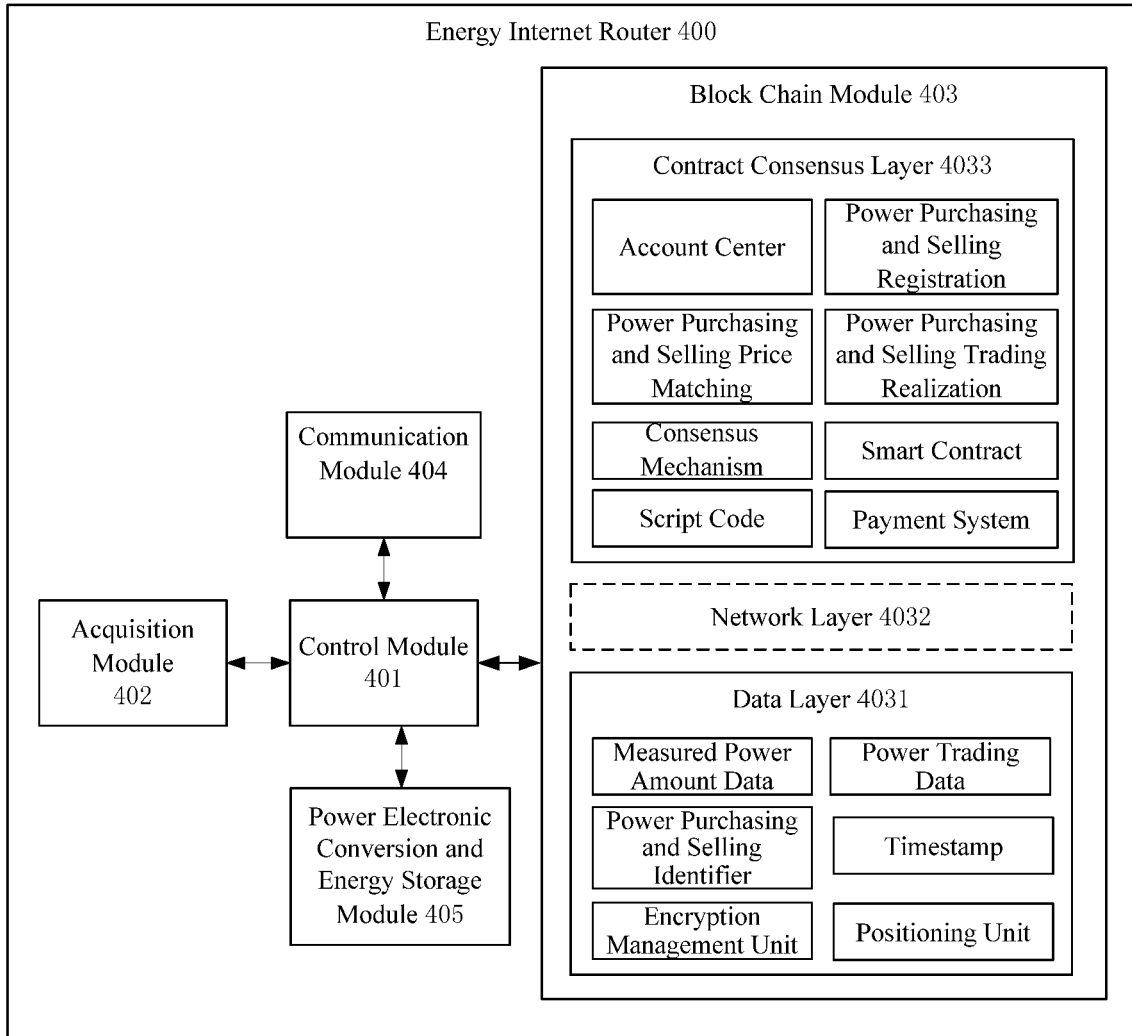 Energy Internet Router 400
Block Chain Module 403
Contract Consensus Layer 4033
Account Center
Power Purchasing
and Selling
Registration
Power Purchasing
and Selling Price
Matching
Power Purchasing
and Selling Trading
Realization
Consensus
Mechanism
Smart Contract
Script Code
Payment System
Network Layer 4032
Data Layer 4031
Measured Power
Amount Data
Power Trading
Data
Power Purchasing
and Selling
Identifier
Timestamp
Encryption
Management Unit
Positioning Unit
Communication
Module 404
Acquisition
Module
402
Control Module
401
Power Electronic
Conversion and
Energy Storage
Module 405